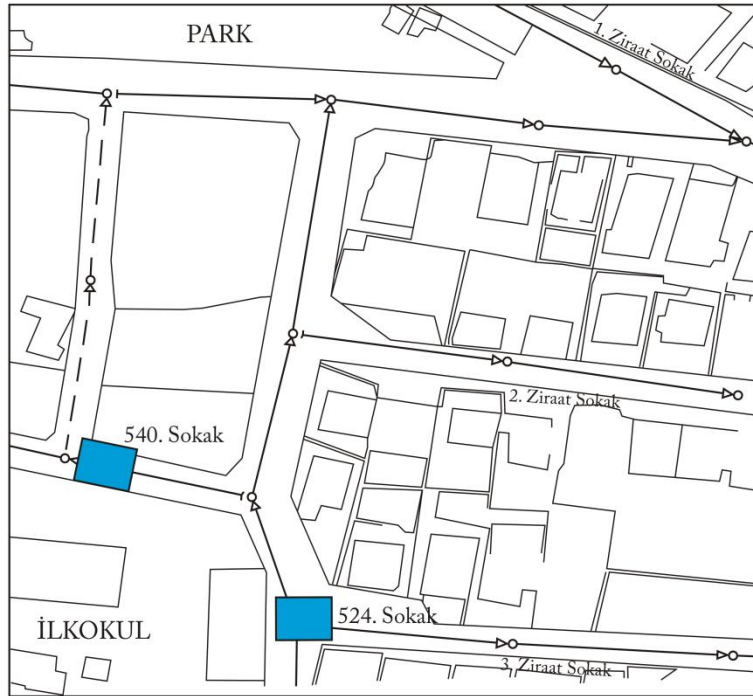 PARK
1. Ziraat Sokak
2. Ziraat Sokak
540. Sokak
524. Sokak
İLKOKUL
3. Ziraat Sokak